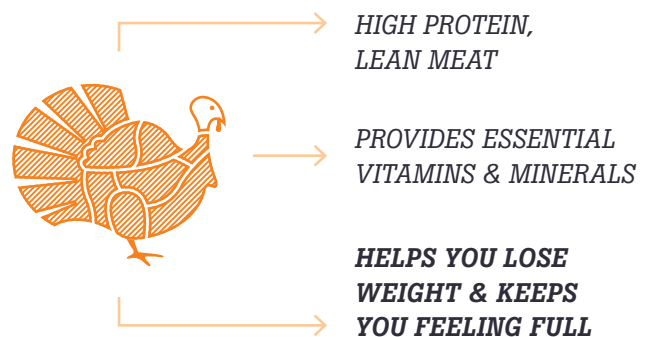 HIGH PROTEIN,
LEAN MEAT
PROVIDES ESSENTIAL
VITAMINS & MINERALS
HELPS YOU LOSE
WEIGHT & KEEPS
YOU FEELING FULL